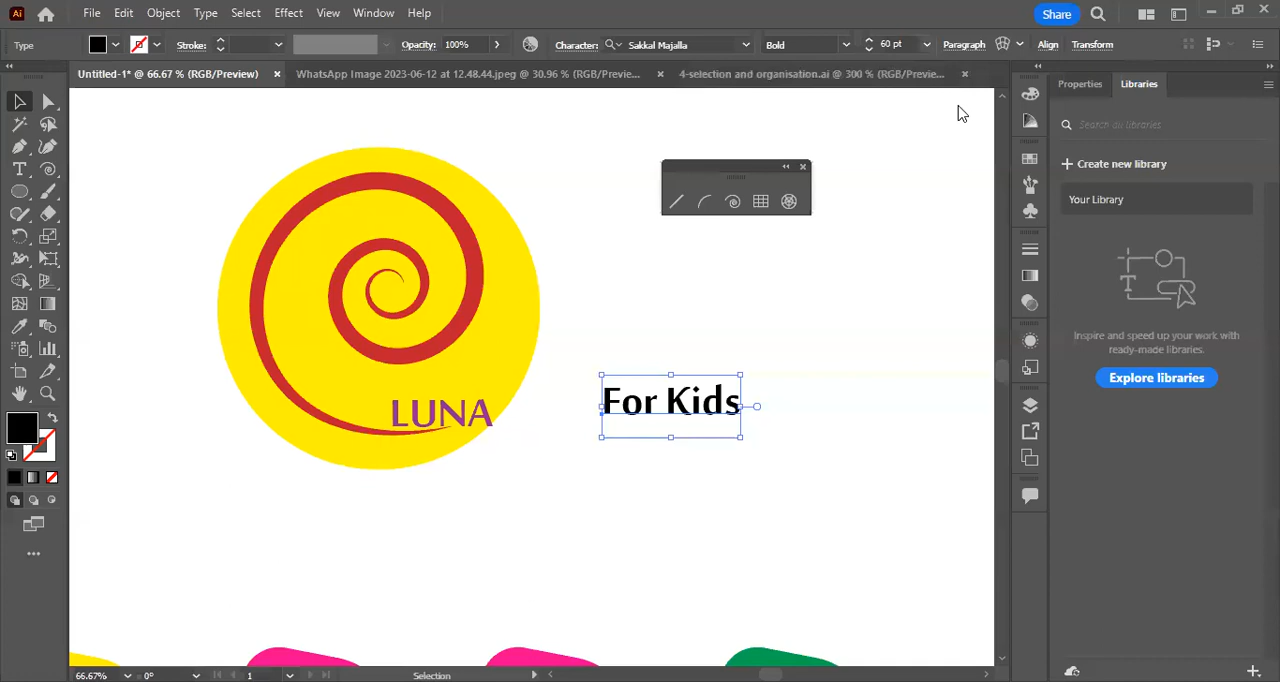 Ai File Edit Object Type Select Effect View Window Help Share
Type Stroke: Opacity: 100% Character: Sakkal Majalla Bold 60 pt Paragraph Align Transform
Untitled-1* @ 66.67 % (RGB/Preview) WhatsApp Image 2023-06-12 at 12.48.44.jpeg @ 30.96 % (RGB/Previe... 4-selection and organisation.ai @ 300 % (RGB/Previe...
Properties Libraries
Search all libraries
Create new library
Your Library
Inspire and speed up your work with
ready-made libraries.
Explore libraries
For Kids
LUNA
66.67% 0° 1 Selection